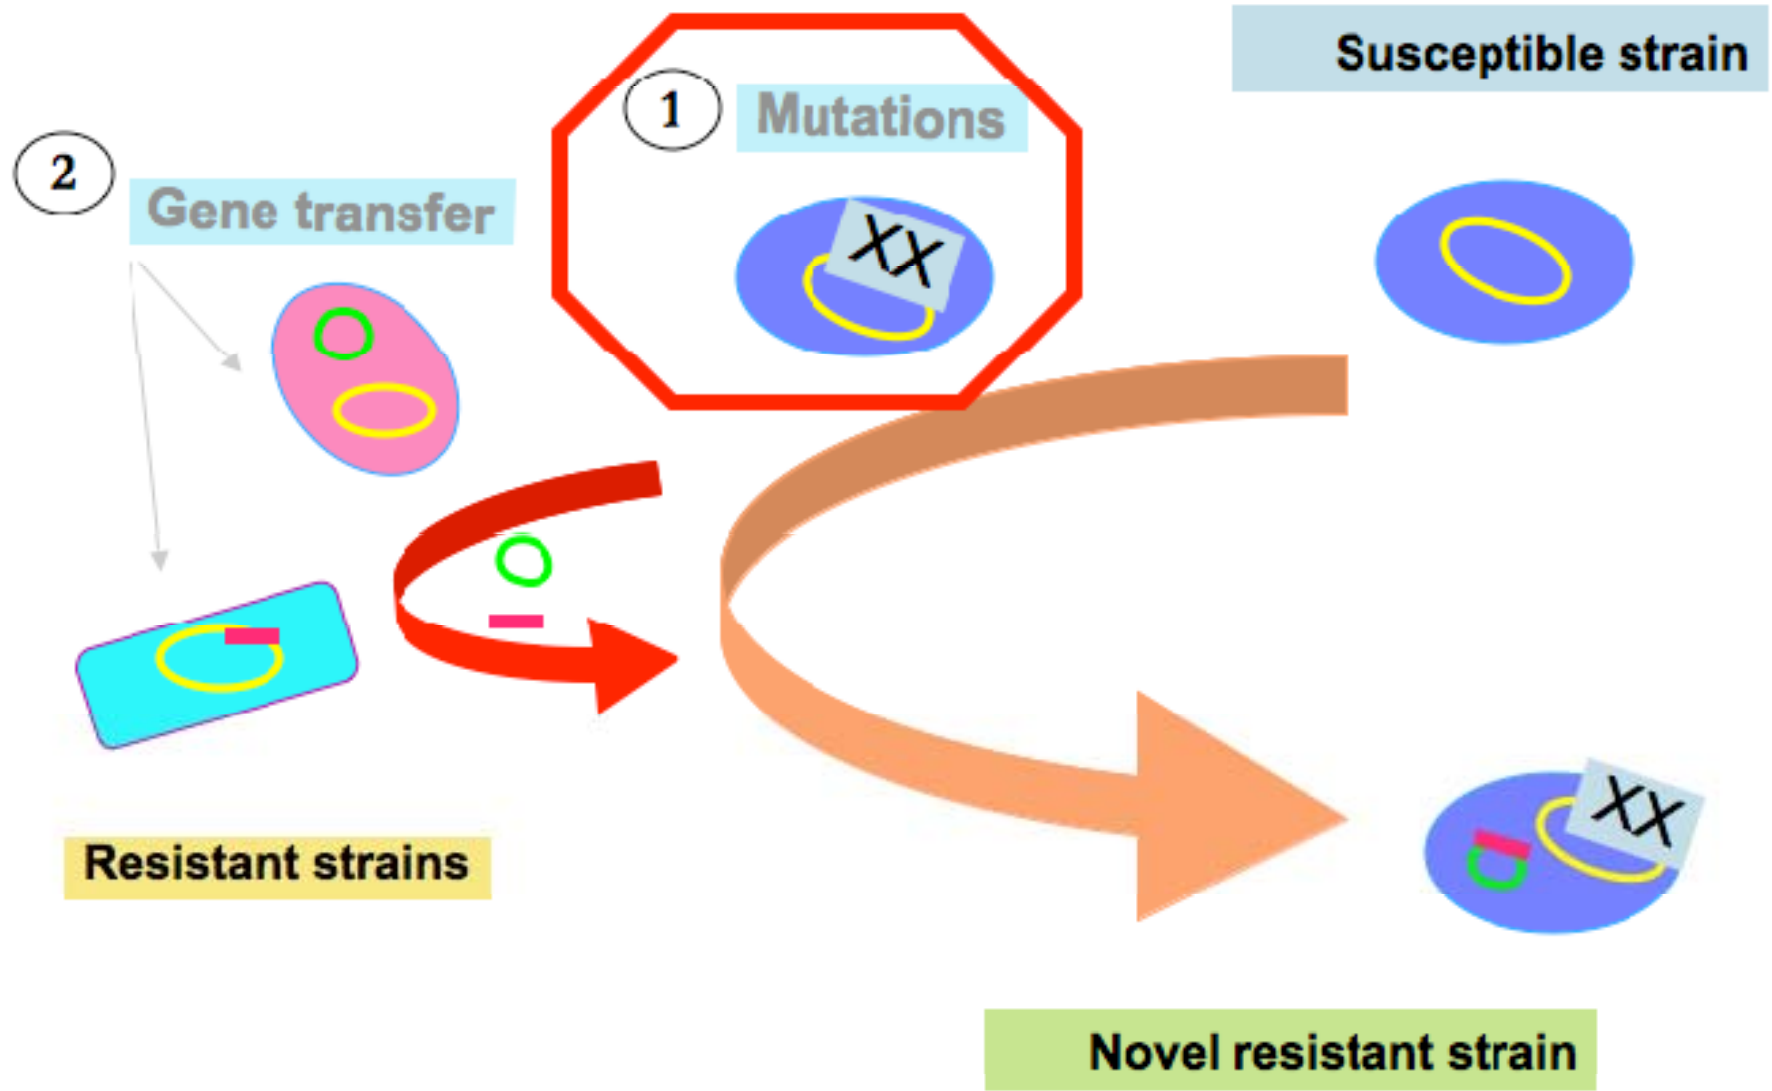 Susceptible strain
1
Mutations
2
Gene transfer
XX
Resistant strains
XX
Novel resistant strain